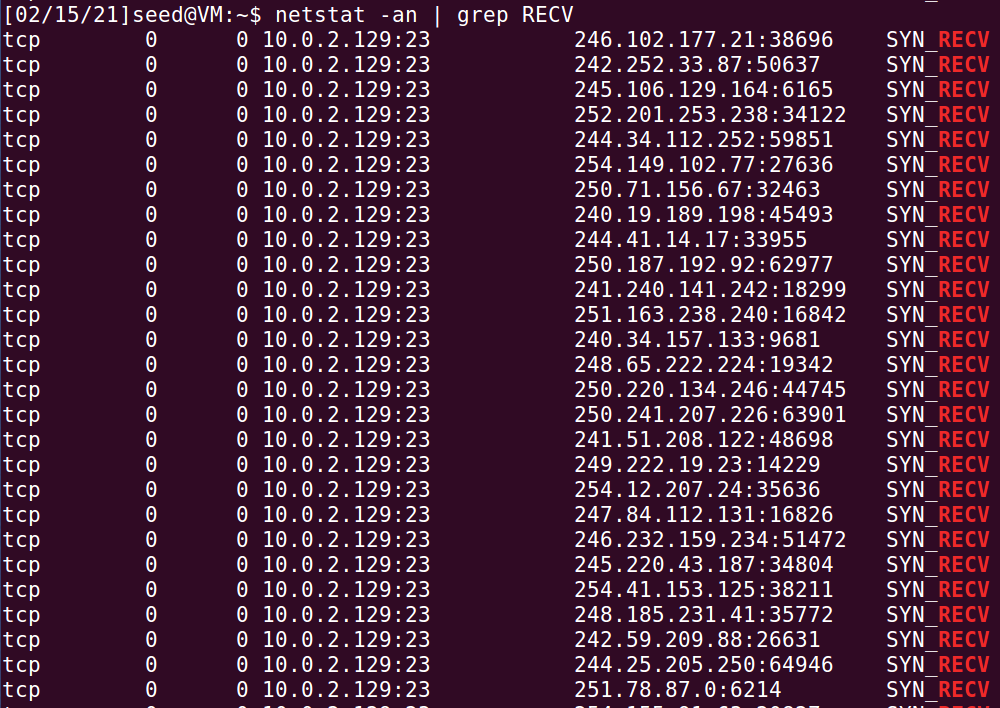 [02/15/21]seed@VM:~$ netstat -an | grep RECV
tcp 0 0 10.0.2.129:23 246.102.177.21:38696 SYN_RECV
tcp 0 0 10.0.2.129:23 242.252.33.87:50637 SYN_RECV
tcp 0 0 10.0.2.129:23 245.106.129.164:6165 SYN_RECV
tcp 0 0 10.0.2.129:23 252.201.253.238:34122 SYN_RECV
tcp 0 0 10.0.2.129:23 244.34.112.252:59851 SYN_RECV
tcp 0 0 10.0.2.129:23 254.149.102.77:27636 SYN_RECV
tcp 0 0 10.0.2.129:23 250.71.156.67:32463 SYN_RECV
tcp 0 0 10.0.2.129:23 240.19.189.198:45493 SYN_RECV
tcp 0 0 10.0.2.129:23 244.41.14.17:33955 SYN_RECV
tcp 0 0 10.0.2.129:23 250.187.192.92:62977 SYN_RECV
tcp 0 0 10.0.2.129:23 241.240.141.242:18299 SYN_RECV
tcp 0 0 10.0.2.129:23 251.163.238.240:16842 SYN_RECV
tcp 0 0 10.0.2.129:23 240.34.157.133:9681 SYN_RECV
tcp 0 0 10.0.2.129:23 248.65.222.224:19342 SYN_RECV
tcp 0 0 10.0.2.129:23 250.220.134.246:44745 SYN_RECV
tcp 0 0 10.0.2.129:23 250.241.207.226:63901 SYN_RECV
tcp 0 0 10.0.2.129:23 241.51.208.122:48698 SYN_RECV
tcp 0 0 10.0.2.129:23 249.222.19.23:14229 SYN_RECV
tcp 0 0 10.0.2.129:23 254.12.207.24:35636 SYN_RECV
tcp 0 0 10.0.2.129:23 247.84.112.131:16826 SYN_RECV
tcp 0 0 10.0.2.129:23 246.232.159.234:51472 SYN_RECV
tcp 0 0 10.0.2.129:23 245.220.43.187:34804 SYN_RECV
tcp 0 0 10.0.2.129:23 254.41.153.125:38211 SYN_RECV
tcp 0 0 10.0.2.129:23 248.185.231.41:35772 SYN_RECV
tcp 0 0 10.0.2.129:23 242.59.209.88:26631 SYN_RECV
tcp 0 0 10.0.2.129:23 244.25.205.250:64946 SYN_RECV
tcp 0 0 10.0.2.129:23 251.78.87.0:6214 SYN_RECV